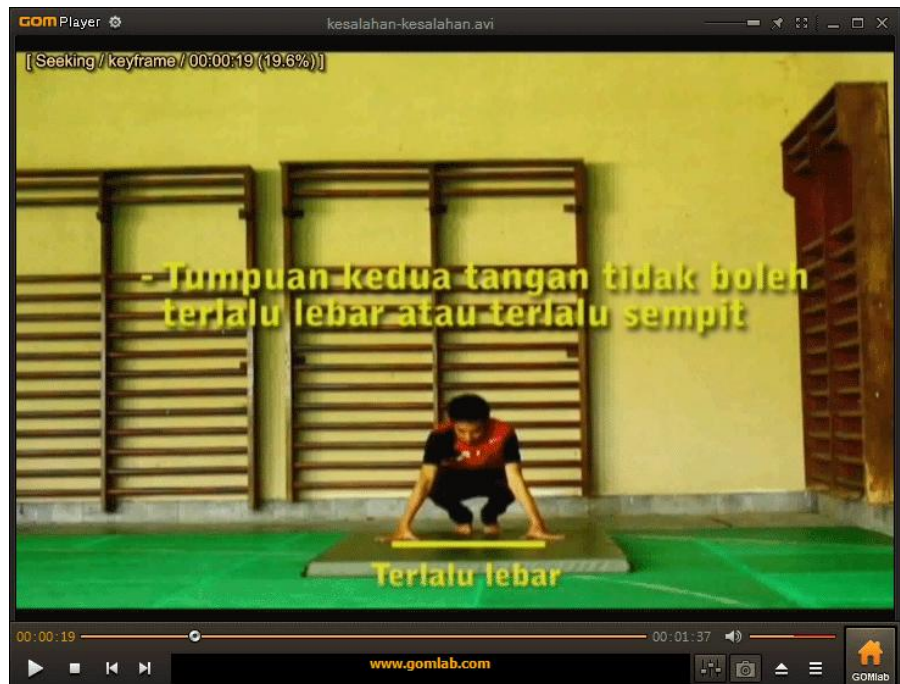 GOM Player
kesalahan-kesalahan.avi
[ Seeking / keyframe / 00:00:19 (19.6%) ]
- Tumpuan kedua tangan tidak boleh
terlalu lebar atau terlalu sempit
Terlalu lebar
00:00:19
00:01:37
www.gomlab.com
GOMlab